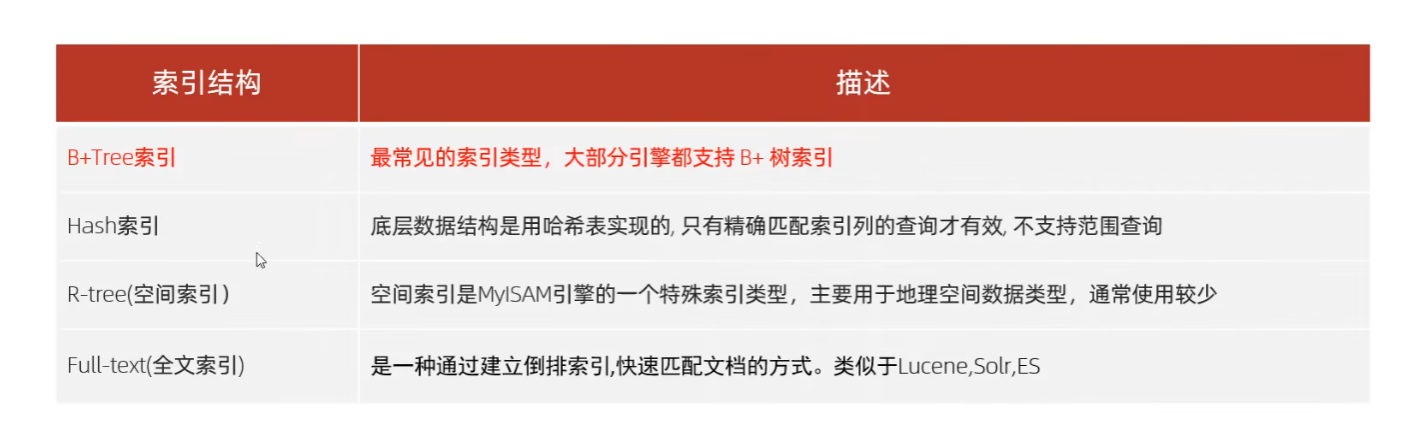 索引结构
描述
B+Tree索引
最常见的索引类型，大部分引擎都支持 B+ 树索引
Hash索引
底层数据结构是用哈希表实现的, 只有精确匹配索引列的查询才有效, 不支持范围查询
R-tree(空间索引）
空间索引是MyISAM引擎的一个特殊索引类型，主要用于地理空间数据类型，通常使用较少
Full-text(全文索引)
是一种通过建立倒排索引,快速匹配文档的方式。类似于Lucene,Solr,ES